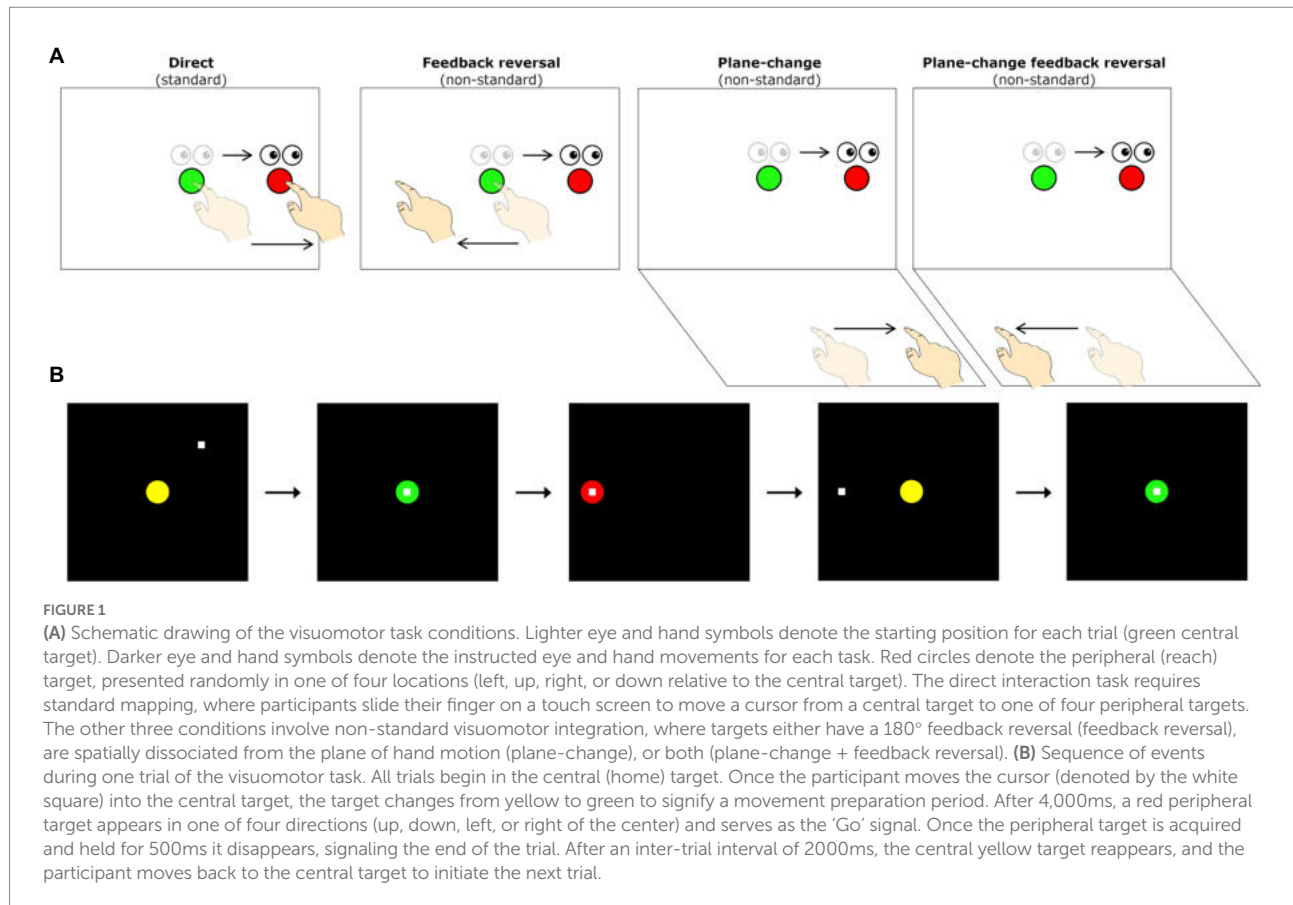 A
Direct
(standard)
Feedback reversal
(non-standard)
Plane-change
(non-standard)
Plane-change feedback reversal
(non-standard)
B
FIGURE 1
(A) Schematic drawing of the visuomotor task conditions. Lighter eye and hand symbols denote the starting position for each trial (green central
target). Darker eye and hand symbols denote the instructed eye and hand movements for each task. Red circles denote the peripheral (reach)
target, presented randomly in one of four locations (left, up, right, or down relative to the central target). The direct interaction task requires
standard mapping, where participants slide their finger on a touch screen to move a cursor from a central target to one of four peripheral targets.
The other three conditions involve non-standard visuomotor integration, where targets either have a 180° feedback reversal (feedback reversal),
are spatially dissociated from the plane of hand motion (plane-change), or both (plane-change + feedback reversal). (B) Sequence of events
during one trial of the visuomotor task. All trials begin in the central (home) target. Once the participant moves the cursor (denoted by the white
square) into the central target, the target changes from yellow to green to signify a movement preparation period. After 4,000ms, a red peripheral
target appears in one of four directions (up, down, left, or right of the center) and serves as the ‘Go’ signal. Once the peripheral target is acquired
and held for 500ms it disappears, signaling the end of the trial. After an inter-trial interval of 2000ms, the central yellow target reappears, and the
participant moves back to the central target to initiate the next trial.